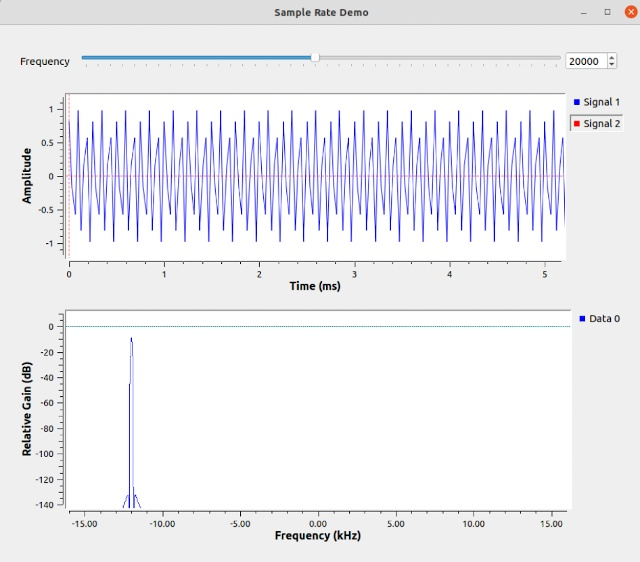 Sample Rate Demo
Frequency
20000
Signal 1
Signal 2
1
0.5
0
-0.5
-1
Amplitude
0 1 2 3 4 5
Time (ms)
Data 0
0
-20
-40
-60
-80
-100
-120
-140
Relative Gain (dB)
-15.00 -10.00 -5.00 0.00 5.00 10.00 15.00
Frequency (kHz)